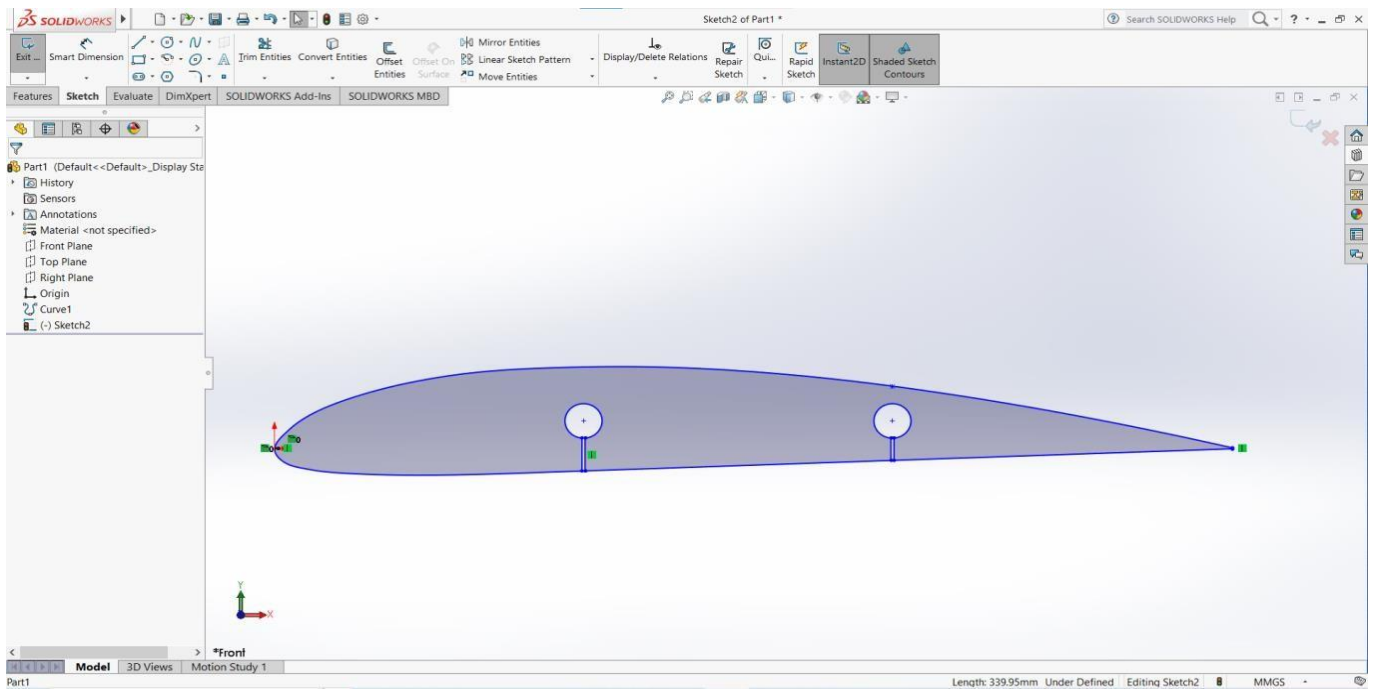 SOLIDWORKS
Sketch2 of Part1 *
Search SOLIDWORKS Help
Exit ...
Smart Dimension
Trim Entities
Convert Entities
Offset Entities
Offset On Surface
Mirror Entities
Linear Sketch Pattern
Move Entities
Display/Delete Relations
Repair Sketch
Qui...
Rapid Sketch
Instant2D
Shaded Sketch Contours
Features
Sketch
Evaluate
DimXpert
SOLIDWORKS Add-Ins
SOLIDWORKS MBD
Part1 (Default<<Default>_Display Sta
History
Sensors
Annotations
Material <not specified>
Front Plane
Top Plane
Right Plane
Origin
Curve1
(-) Sketch2
Y
X
*Front
Model
3D Views
Motion Study 1
Part1
Length: 339.95mm
Under Defined
Editing Sketch2
MMGS